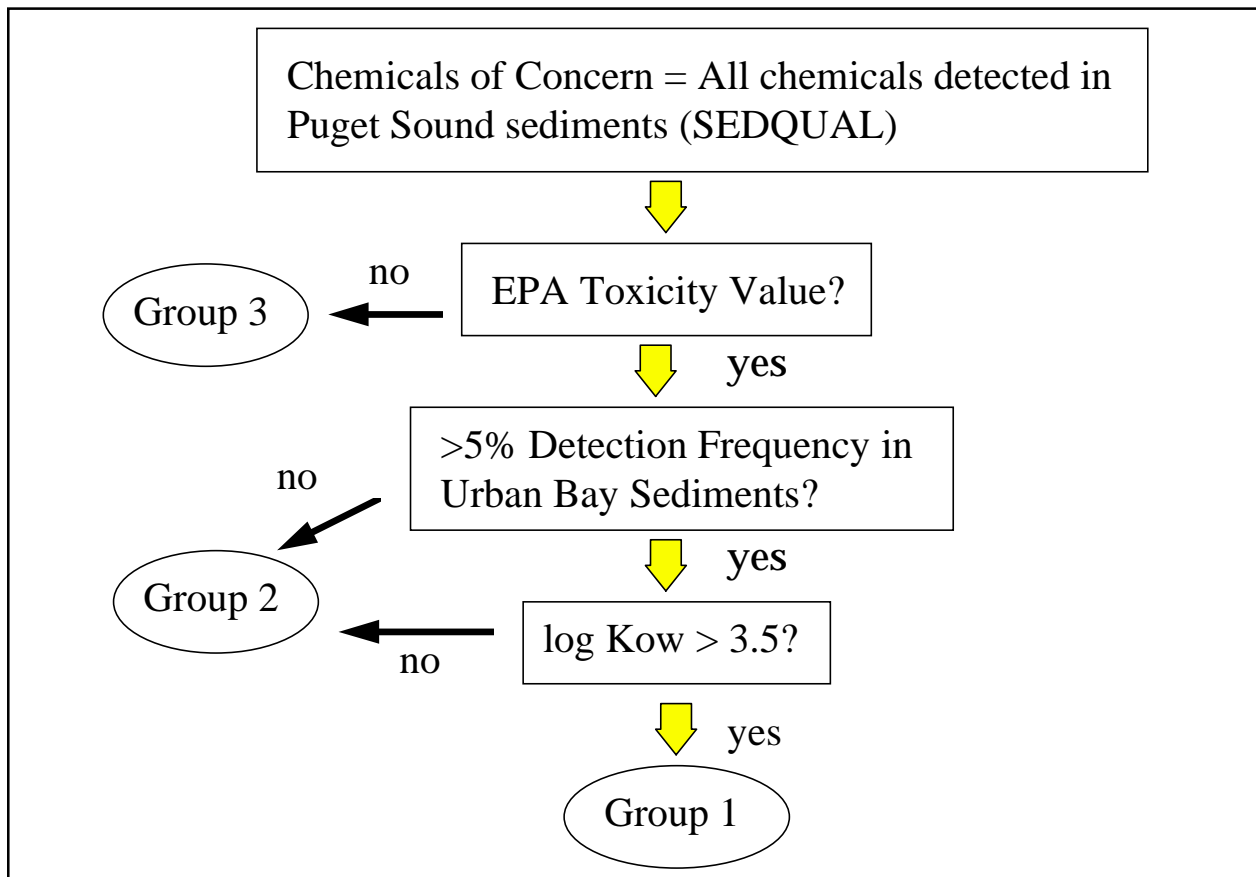 Chemicals of Concern = All chemicals detected in
Puget Sound sediments (SEDQUAL)
no
EPA Toxicity Value?
Group 3
yes
>5% Detection Frequency in
Urban Bay Sediments?
no
yes
Group 2
log Kow > 3.5?
no
yes
Group 1